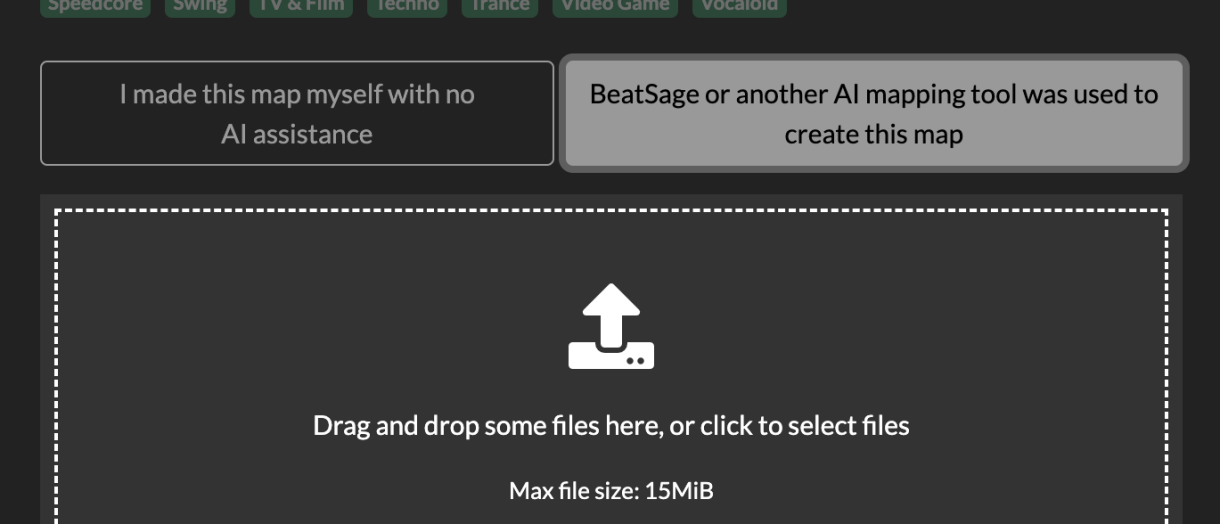 Speedcore Swing TV & Film Techno Trance Video Game Vocaloid
I made this map myself with no
AI assistance
BeatSage or another AI mapping tool was used to
create this map
Drag and drop some files here, or click to select files
Max file size: 15MiB